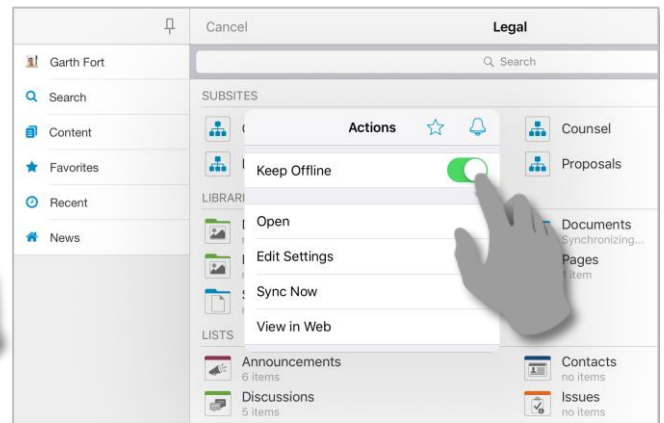 Cancel
Legal
Garth Fort
Search
Content
Favorites
Recent
News
Search
SUBSITES
Counsel
Proposals
Actions
Keep Offline
Open
Edit Settings
Sync Now
View in Web
Documents
Synchronizing...
Pages
item
LISTS
Announcements
6 items
Discussions
5 items
Contacts
no items
Issues
no items